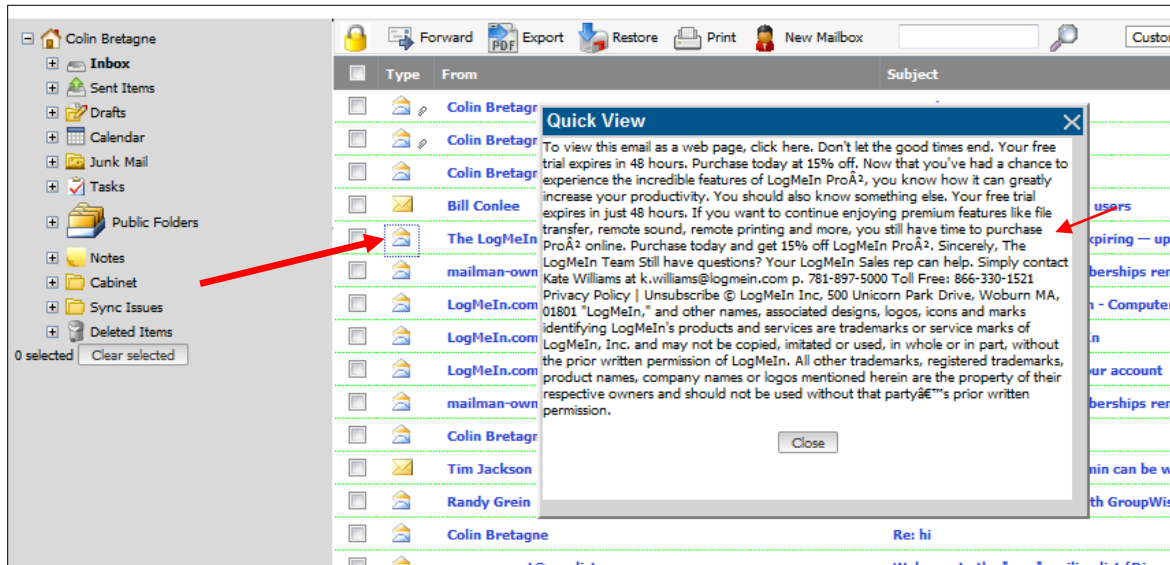 Colin Bretagne
Inbox
Sent Items
Drafts
Calendar
Junk Mail
Tasks
Public Folders
Notes
Cabinet
Sync Issues
Deleted Items
0 selected Clear selected
Forward PDF Export Restore Print New Mailbox Custo
Type From Subject
Colin Bretagr
Colin Bretagr
Colin Bretagr
Bill Conlee users
The LogMeIn xpiring — up
mailman-own berships ren
LogMeIn.com n - Compute
LogMeIn.com In
LogMeIn.com ur account
mailman-own berships ren
Colin Bretagr
Tim Jackson min can be w
Randy Grein th GroupWis
Colin Bretagne Re: hi
Quick View
To view this email as a web page, click here. Don't let the good times end. Your free
trial expires in 48 hours. Purchase today at 15% off. Now that you've had a chance to
experience the incredible features of LogMeIn ProÂ², you know how it can greatly
increase your productivity. You should also know something else. Your free trial
expires in just 48 hours. If you want to continue enjoying premium features like file
transfer, remote sound, remote printing and more, you still have time to purchase
ProÂ² online. Purchase today and get 15% off LogMeIn ProÂ². Sincerely, The
LogMeIn Team Still have questions? Your LogMeIn Sales rep can help. Simply contact
Kate Williams at k.williams@logmein.com p. 781-897-5000 Toll Free: 866-330-1521
Privacy Policy | Unsubscribe © LogMeIn Inc, 500 Unicorn Park Drive, Woburn MA,
01801 "LogMeIn," and other names, associated designs, logos, icons and marks
identifying LogMeIn's products and services are trademarks or service marks of
LogMeIn, Inc. and may not be copied, imitated or used, in whole or in part, without
the prior written permission of LogMeIn. All other trademarks, registered trademarks,
product names, company names or logos mentioned herein are the property of their
respective owners and should not be used without that partyâ€™s prior written
permission.
Close